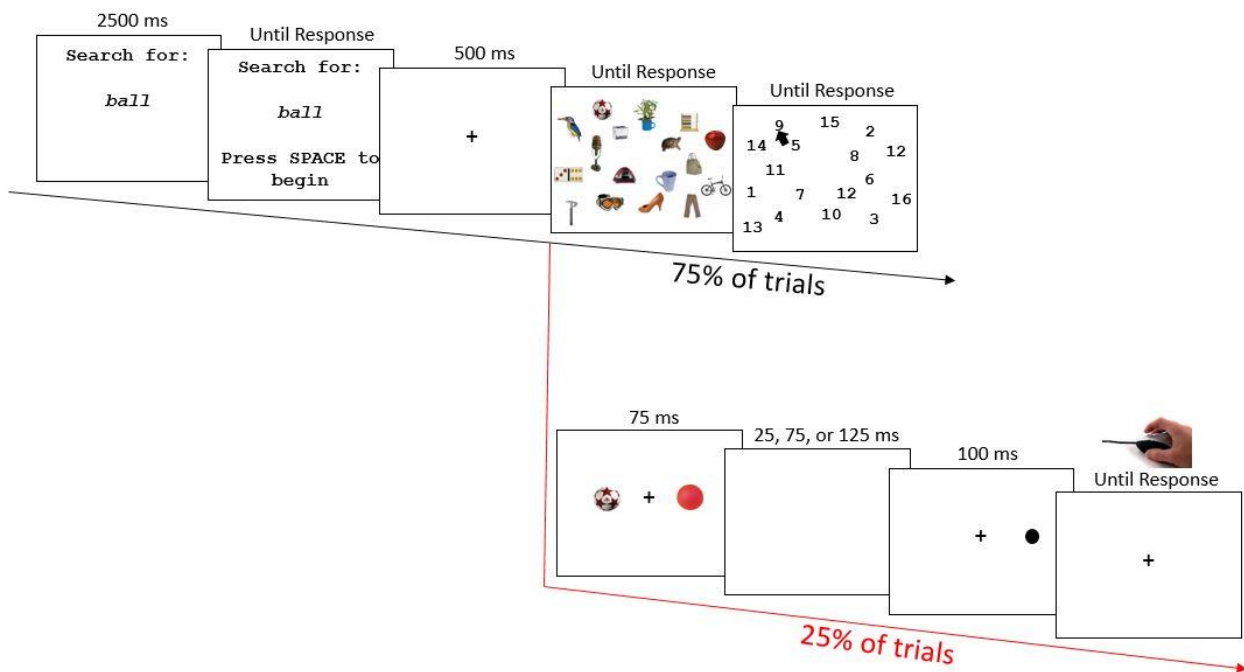 2500 ms
Search for:
ball
Until Response
Search for:
ball
Press SPACE to
begin
500 ms
+
Until Response
Until Response
9 15 2
14 5 8 12
11 6
1 7 12 16
4 10 3
13
75% of trials
75 ms
+
25, 75, or 125 ms
100 ms
+
Until Response
+
25% of trials